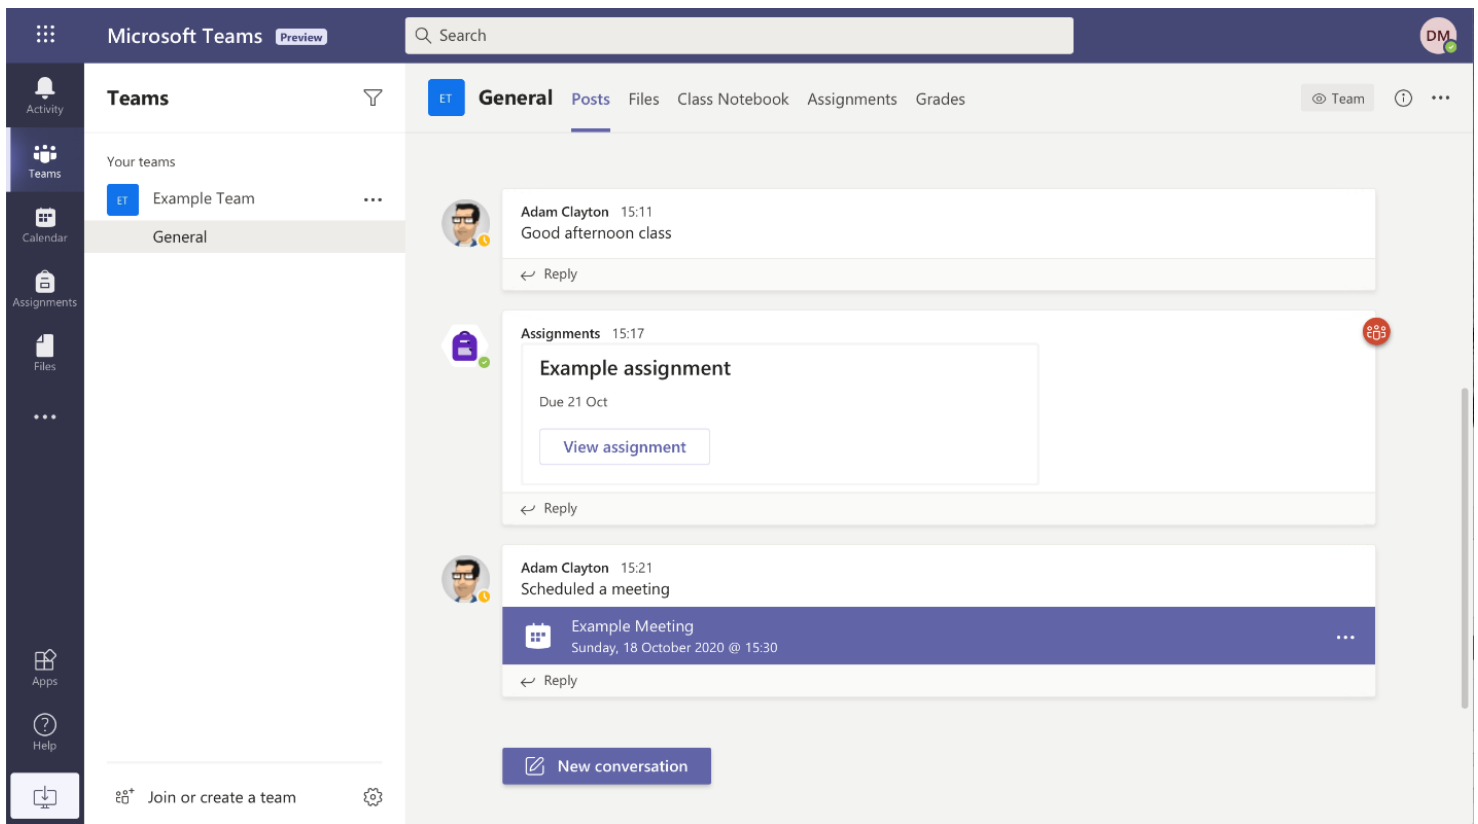 Microsoft Teams Preview
Search
DM
Activity
Teams
Calendar
Assignments
Files
Apps
Help
Teams
Your teams
ET Example Team
General
Join or create a team
ET General Posts Files Class Notebook Assignments Grades
Team
Adam Clayton 15:11
Good afternoon class
Reply
Assignments 15:17
Example assignment
Due 21 Oct
View assignment
Reply
Adam Clayton 15:21
Scheduled a meeting
Example Meeting
Sunday, 18 October 2020 @ 15:30
Reply
New conversation